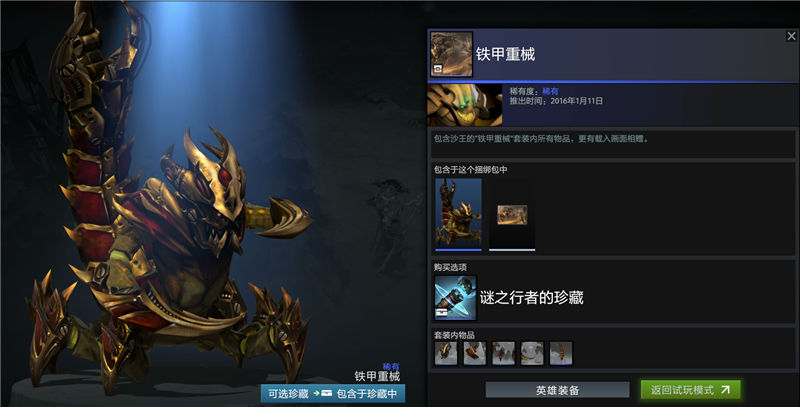 铁甲重械
稀有度：稀有
推出时间：2016年1月11日
包含沙王的“铁甲重械”套装内所有物品，更有载入画面相赠。
包含于这个捆绑包中
购买选项
谜之行者的珍藏
套装内物品
英雄装备
返回试玩模式
稀有
铁甲重械
可选珍藏
包含于珍藏中